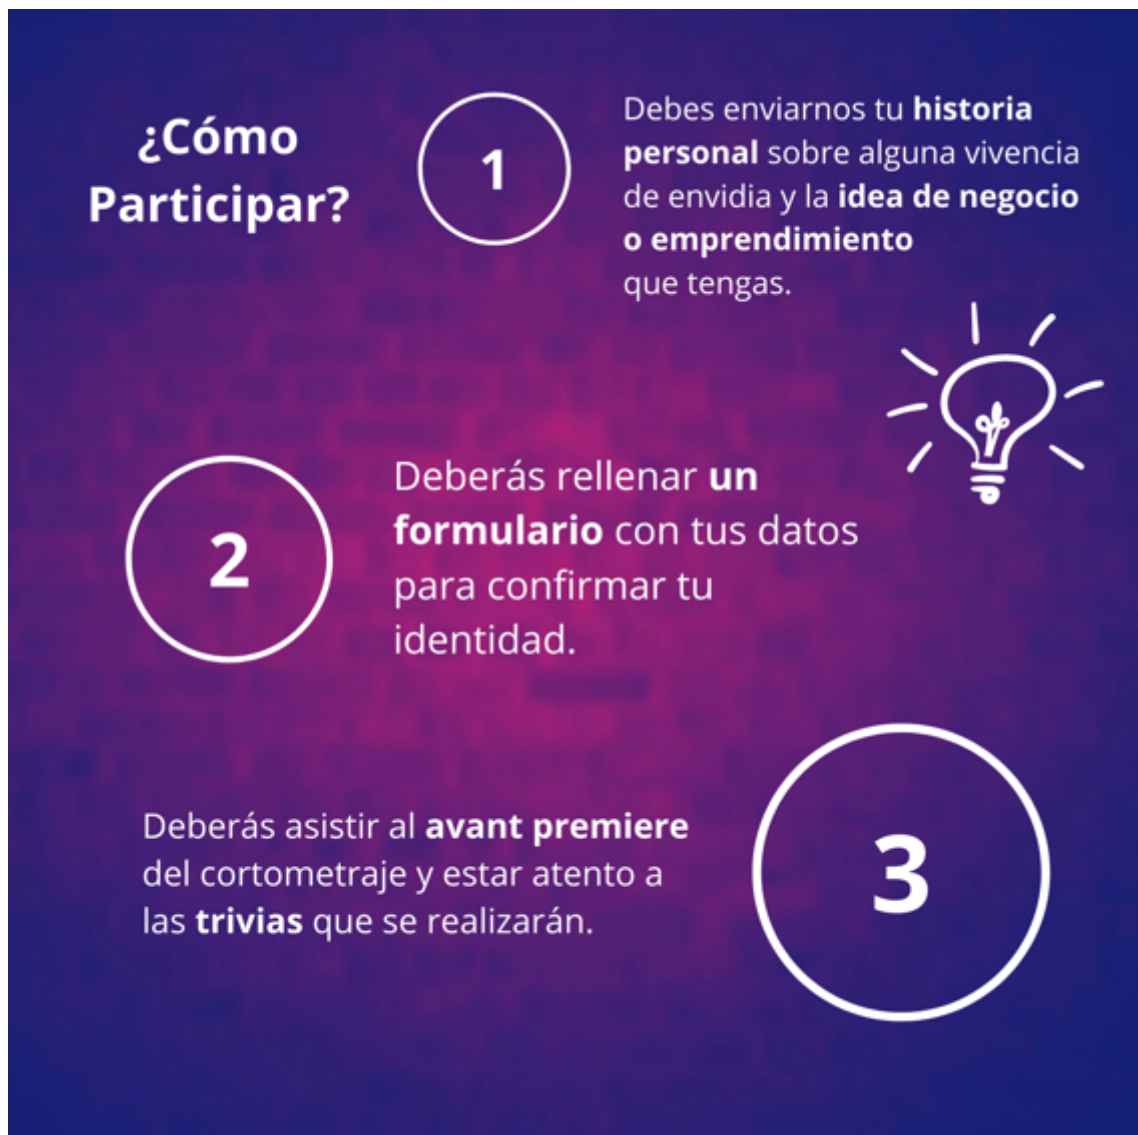 ¿Cómo
Participar?
1
Debes enviarnos tu historia
personal sobre alguna vivencia
de envidia y la idea de negocio
o emprendimiento
que tengas.
2
Deberás rellenar un
formulario con tus datos
para confirmar tu
identidad.
Deberás asistir al avant premiere
del cortometraje y estar atento a
las trivias que se realizarán.
3